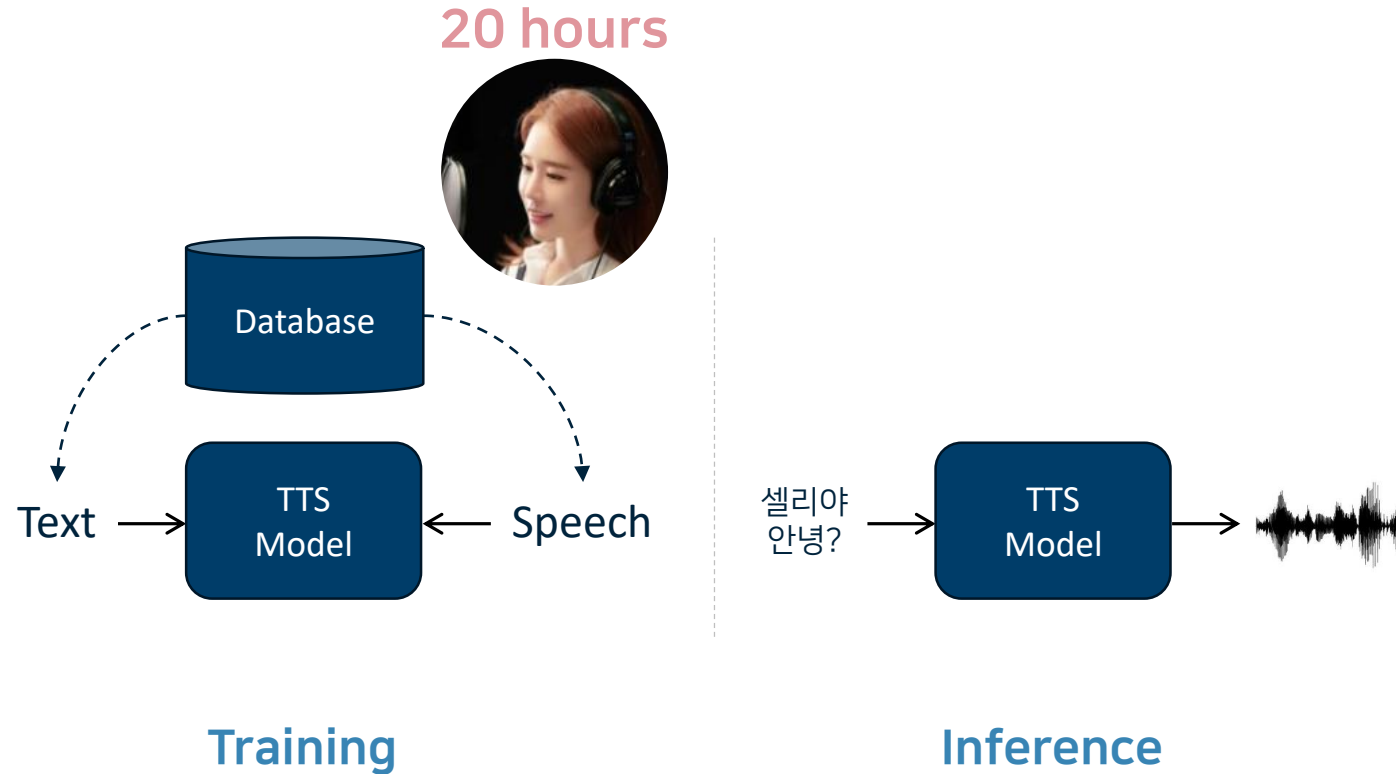 20 hours
Database
Text
TTS
Model
Speech
셀리야
안녕?
TTS
Model
Training
Inference